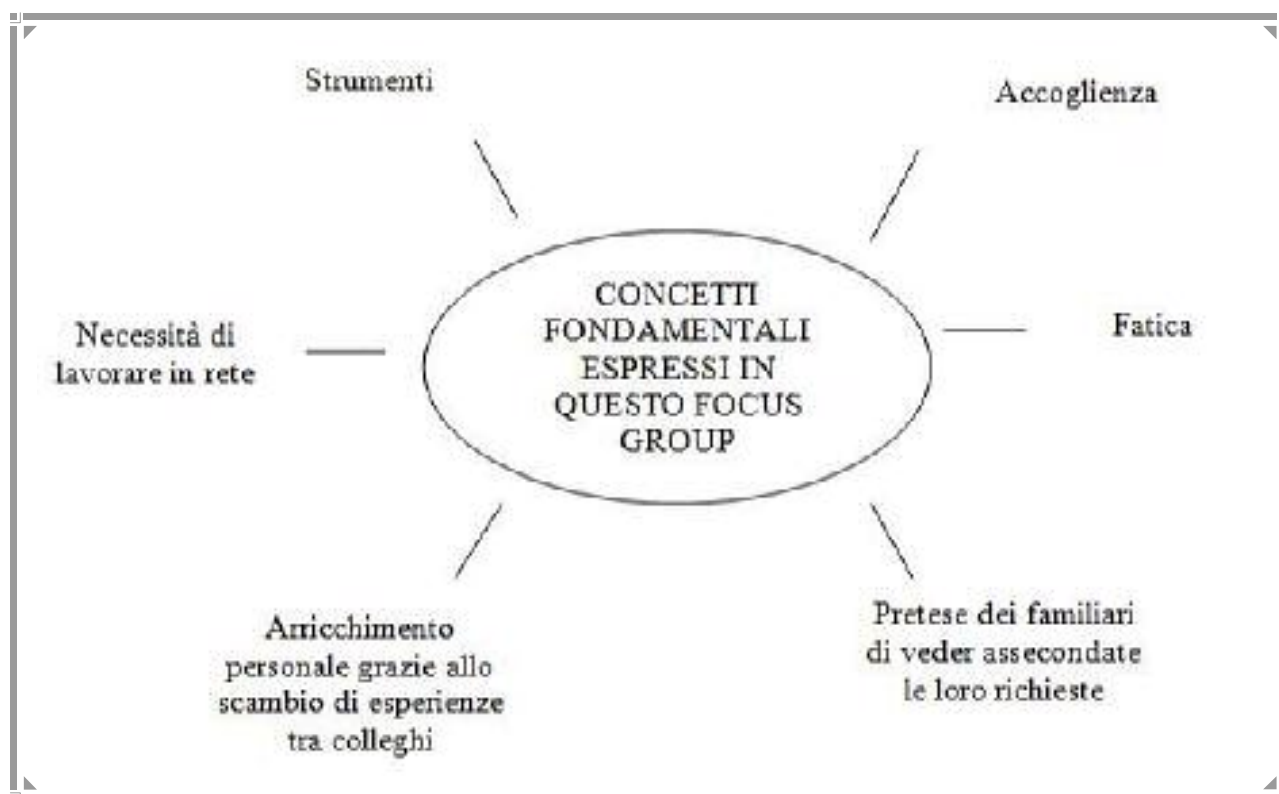 Strumenti
Accoglienza
CONCETTI
FONDAMENTALI
ESPRESSI IN
QUESTO FOCUS
GROUP
Necessità di
lavorare in rete
Fatica
Arricchimento
personale grazie allo
scambio di esperienze
tra colleghi
Pretese dei familiari
di veder assecondate
le loro richieste